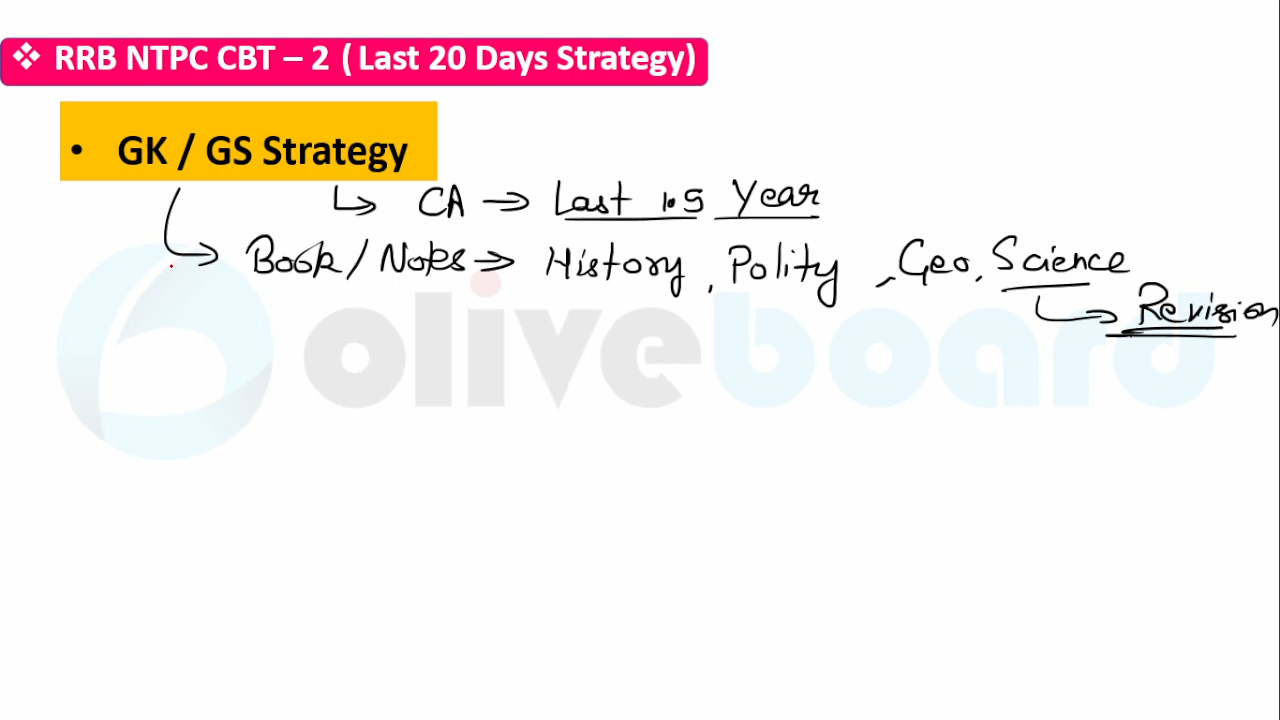 ❖ RRB NTPC CBT – 2 ( Last 20 Days Strategy)
• GK / GS Strategy
↳ CA → Last 1.5 Year
↳ Book / Notes → History, Polity, Geo, Science
↳ Revision
oliveboard